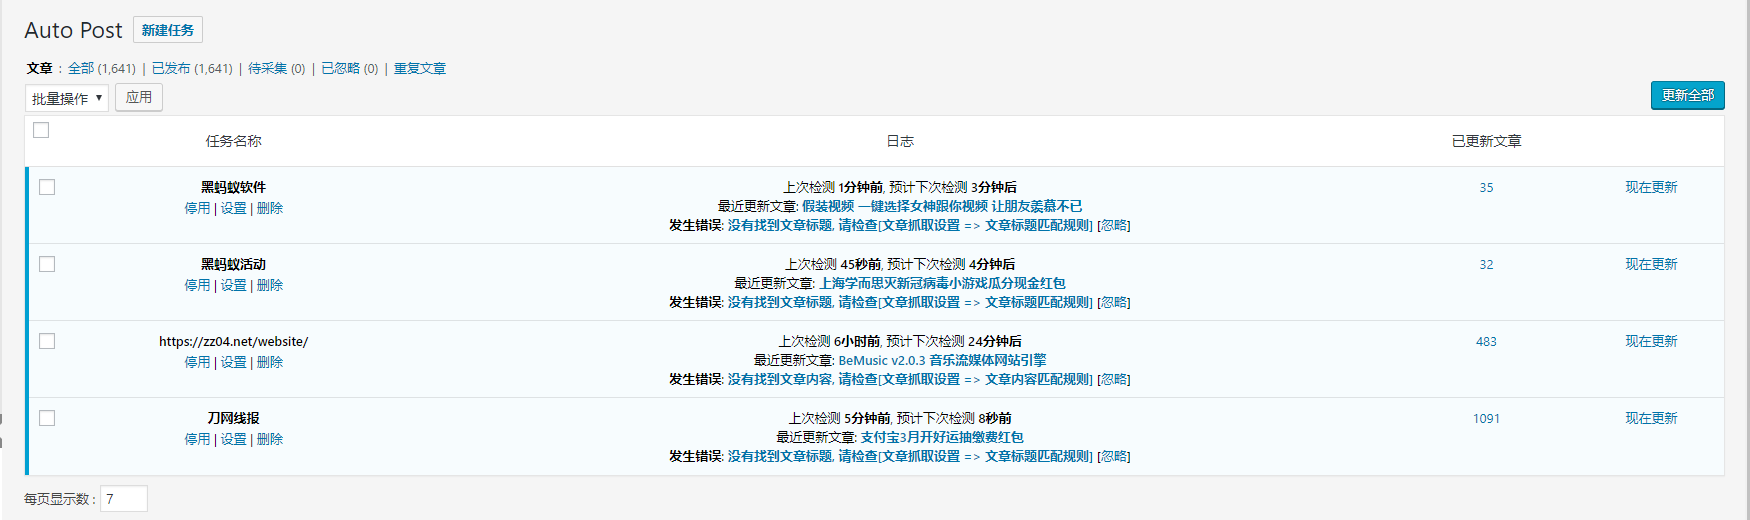 Auto Post 新建任务
文章 : 全部 (1,641) | 已发布 (1,641) | 待采集 (0) | 已忽略 (0) | 重复文章
批量操作 应用 更新全部
任务名称 日志 已更新文章
黑蚂蚁软件 上次检测 1分钟前, 预计下次检测 3分钟后 35 现在更新
停用 | 设置 | 删除 最近更新文章: 假装视频 一键选择女神跟你视频 让朋友羡慕不已
发生错误: 没有找到文章标题, 请检查[文章抓取设置 => 文章标题匹配规则] [忽略]
黑蚂蚁活动 上次检测 45秒前, 预计下次检测 4分钟后 32 现在更新
停用 | 设置 | 删除 最近更新文章: 上海学而思灭新冠病毒小游戏瓜分现金红包
发生错误: 没有找到文章标题, 请检查[文章抓取设置 => 文章标题匹配规则] [忽略]
https://zz04.net/website/ 上次检测 6小时前, 预计下次检测 24分钟后 483 现在更新
停用 | 设置 | 删除 最近更新文章: BeMusic v2.0.3 音乐流媒体网站引擎
发生错误: 没有找到文章内容, 请检查[文章抓取设置 => 文章内容匹配规则] [忽略]
刀网线报 上次检测 5分钟前, 预计下次检测 8秒前 1091 现在更新
停用 | 设置 | 删除 最近更新文章: 支付宝3月开好运抽缴费红包
发生错误: 没有找到文章标题, 请检查[文章抓取设置 => 文章标题匹配规则] [忽略]
每页显示数 : 7